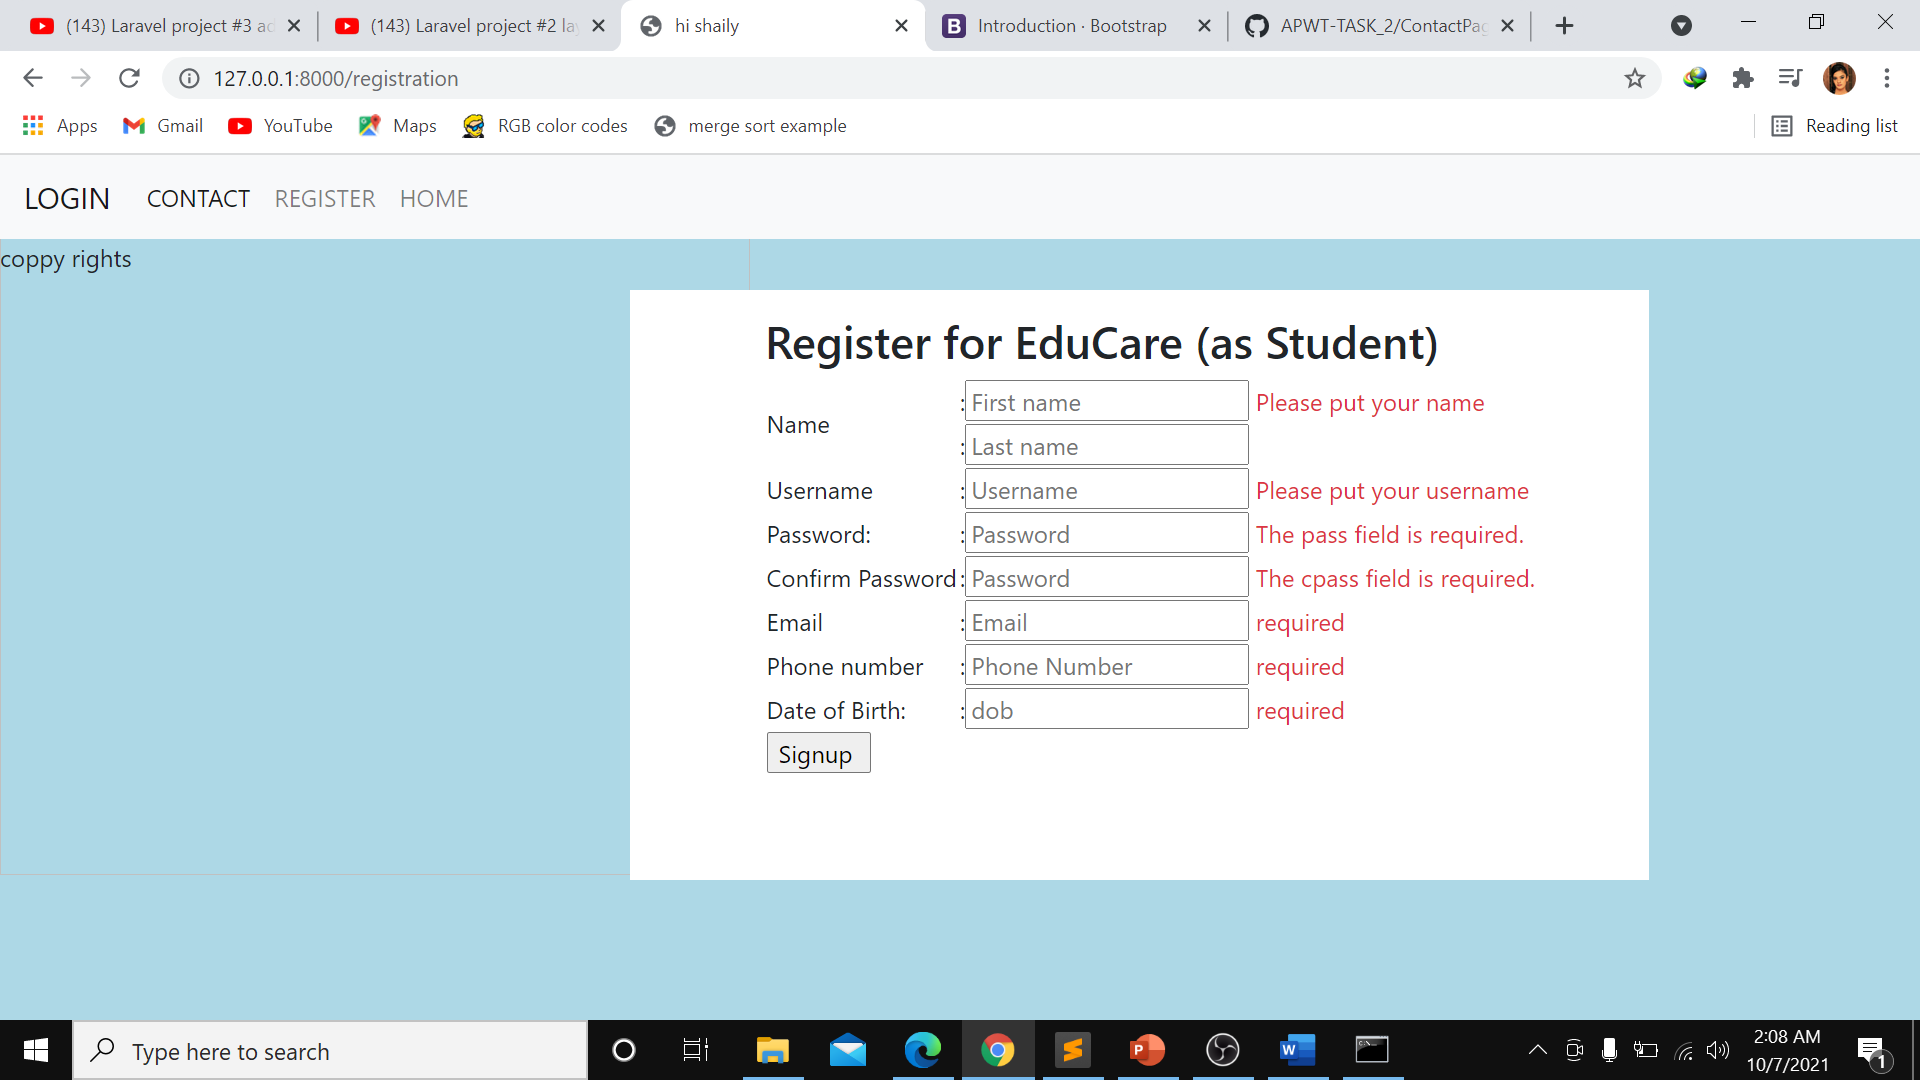 (143) Laravel project #3 ad
(143) Laravel project #2 la
hi shaily
Introduction · Bootstrap
APWT-TASK_2/ContactPag
127.0.0.1:8000/registration
Apps
Gmail
YouTube
Maps
RGB color codes
merge sort example
Reading list
LOGIN CONTACT REGISTER HOME
coppy rights
Register for EduCare (as Student)
Name
:First name Please put your name
:Last name
Username :Username Please put your username
Password: :Password The pass field is required.
Confirm Password :Password The cpass field is required.
Email :Email required
Phone number :Phone Number required
Date of Birth: :dob required
Signup
Type here to search
2:08 AM
10/7/2021
1